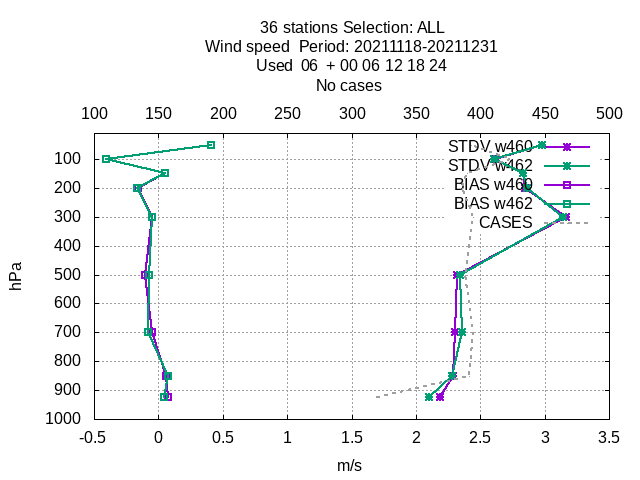 36 stations Selection: ALL
Wind speed  Period: 20211118-20211231
Used  06  + 00 06 12 18 24
No cases
100 150 200 250 300 350 400 450 500
STDV w460
STDV w462
BIAS w460
BIAS w462
CASES
hPa
100
200
300
400
500
600
700
800
900
1000
-0.5 0 0.5 1 1.5 2 2.5 3 3.5
m/s